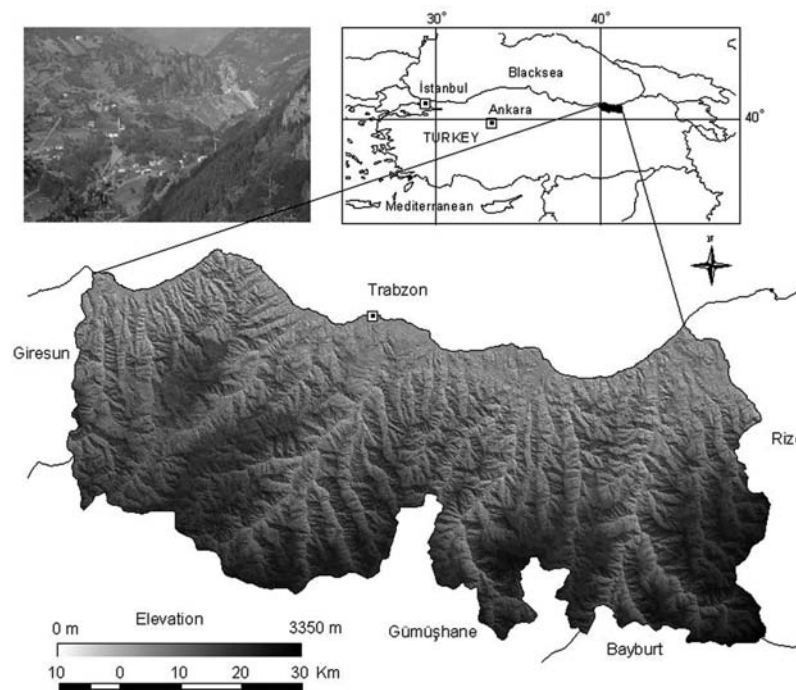 30° 40°
Blacksea
İstanbul
Ankara
40°
TURKEY
Mediterranean
Trabzon
Giresun
Elevation
0 m 3350 m
Gümüşhane
Bayburt
10 0 10 20 30 Km